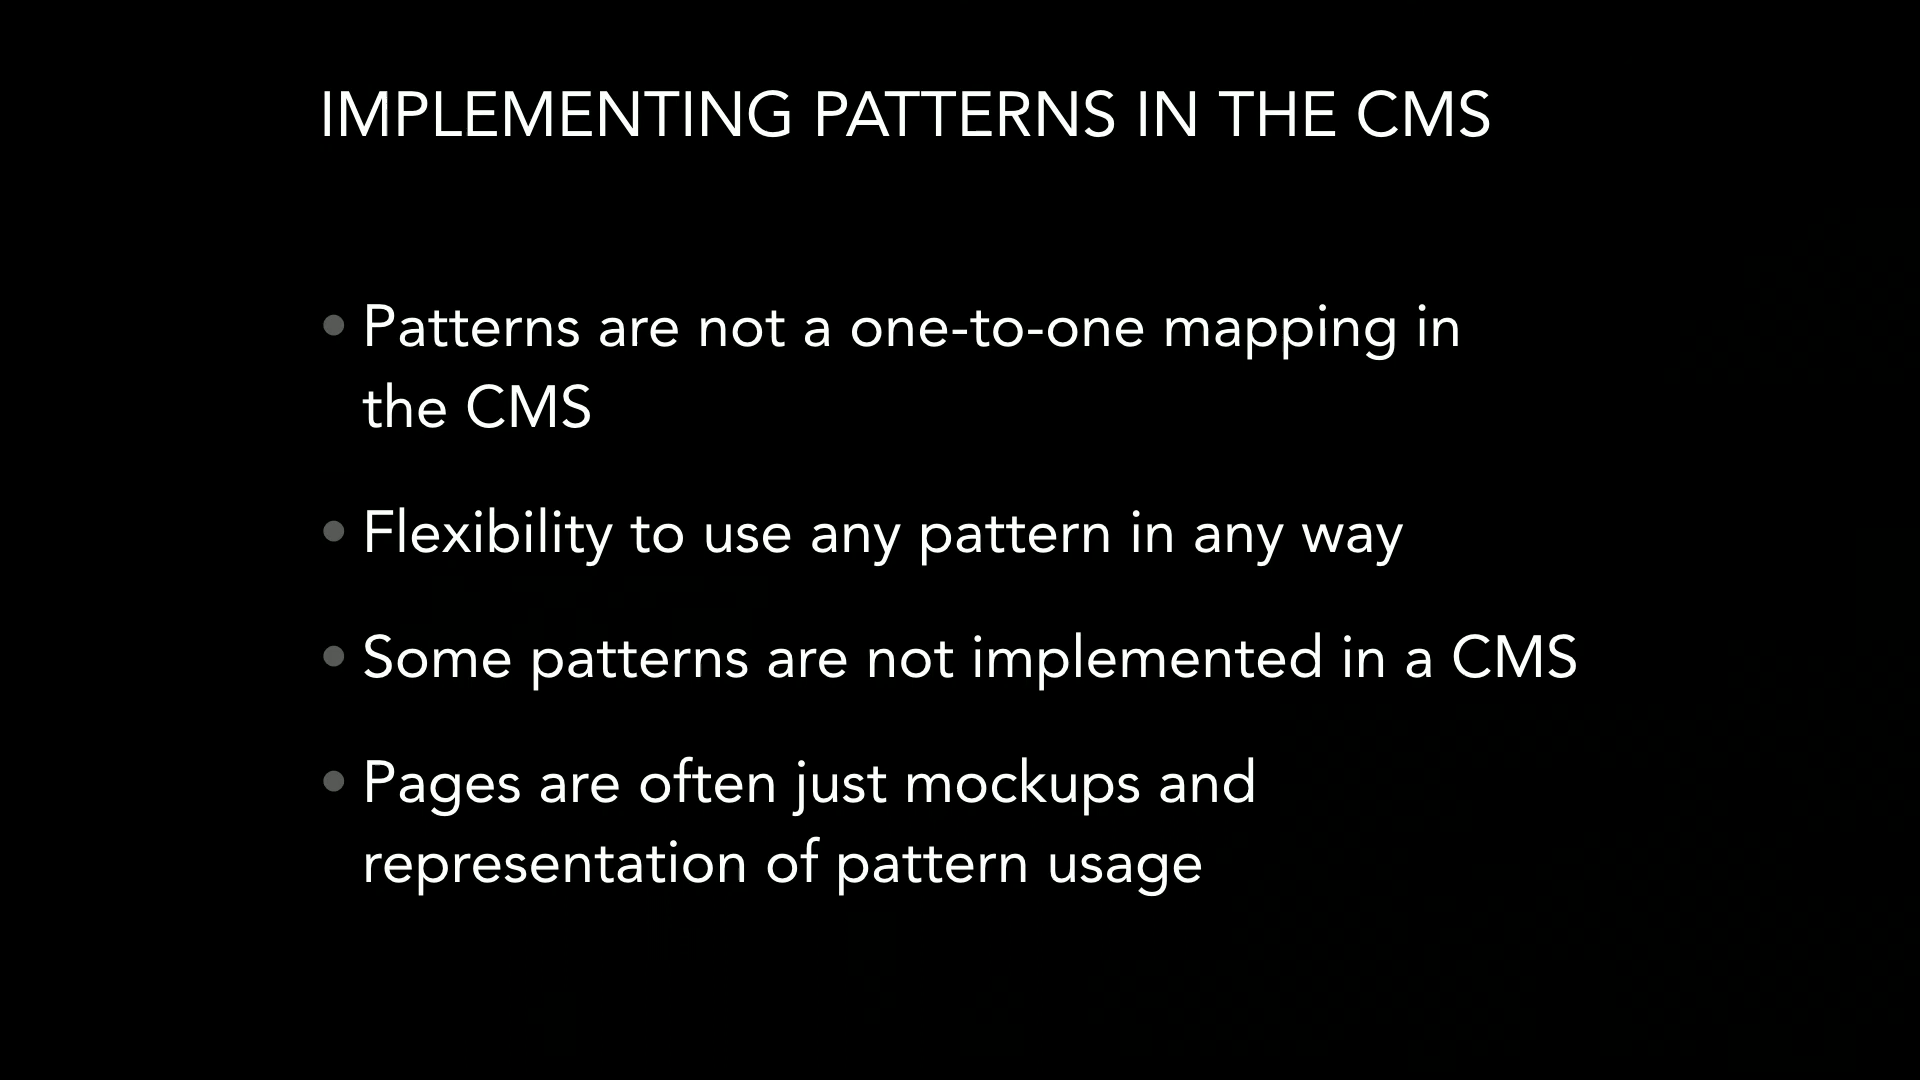 IMPLEMENTING PATTERNS IN THE CMS
• Patterns are not a one-to-one mapping in
the CMS
• Flexibility to use any pattern in any way
• Some patterns are not implemented in a CMS
• Pages are often just mockups and
representation of pattern usage